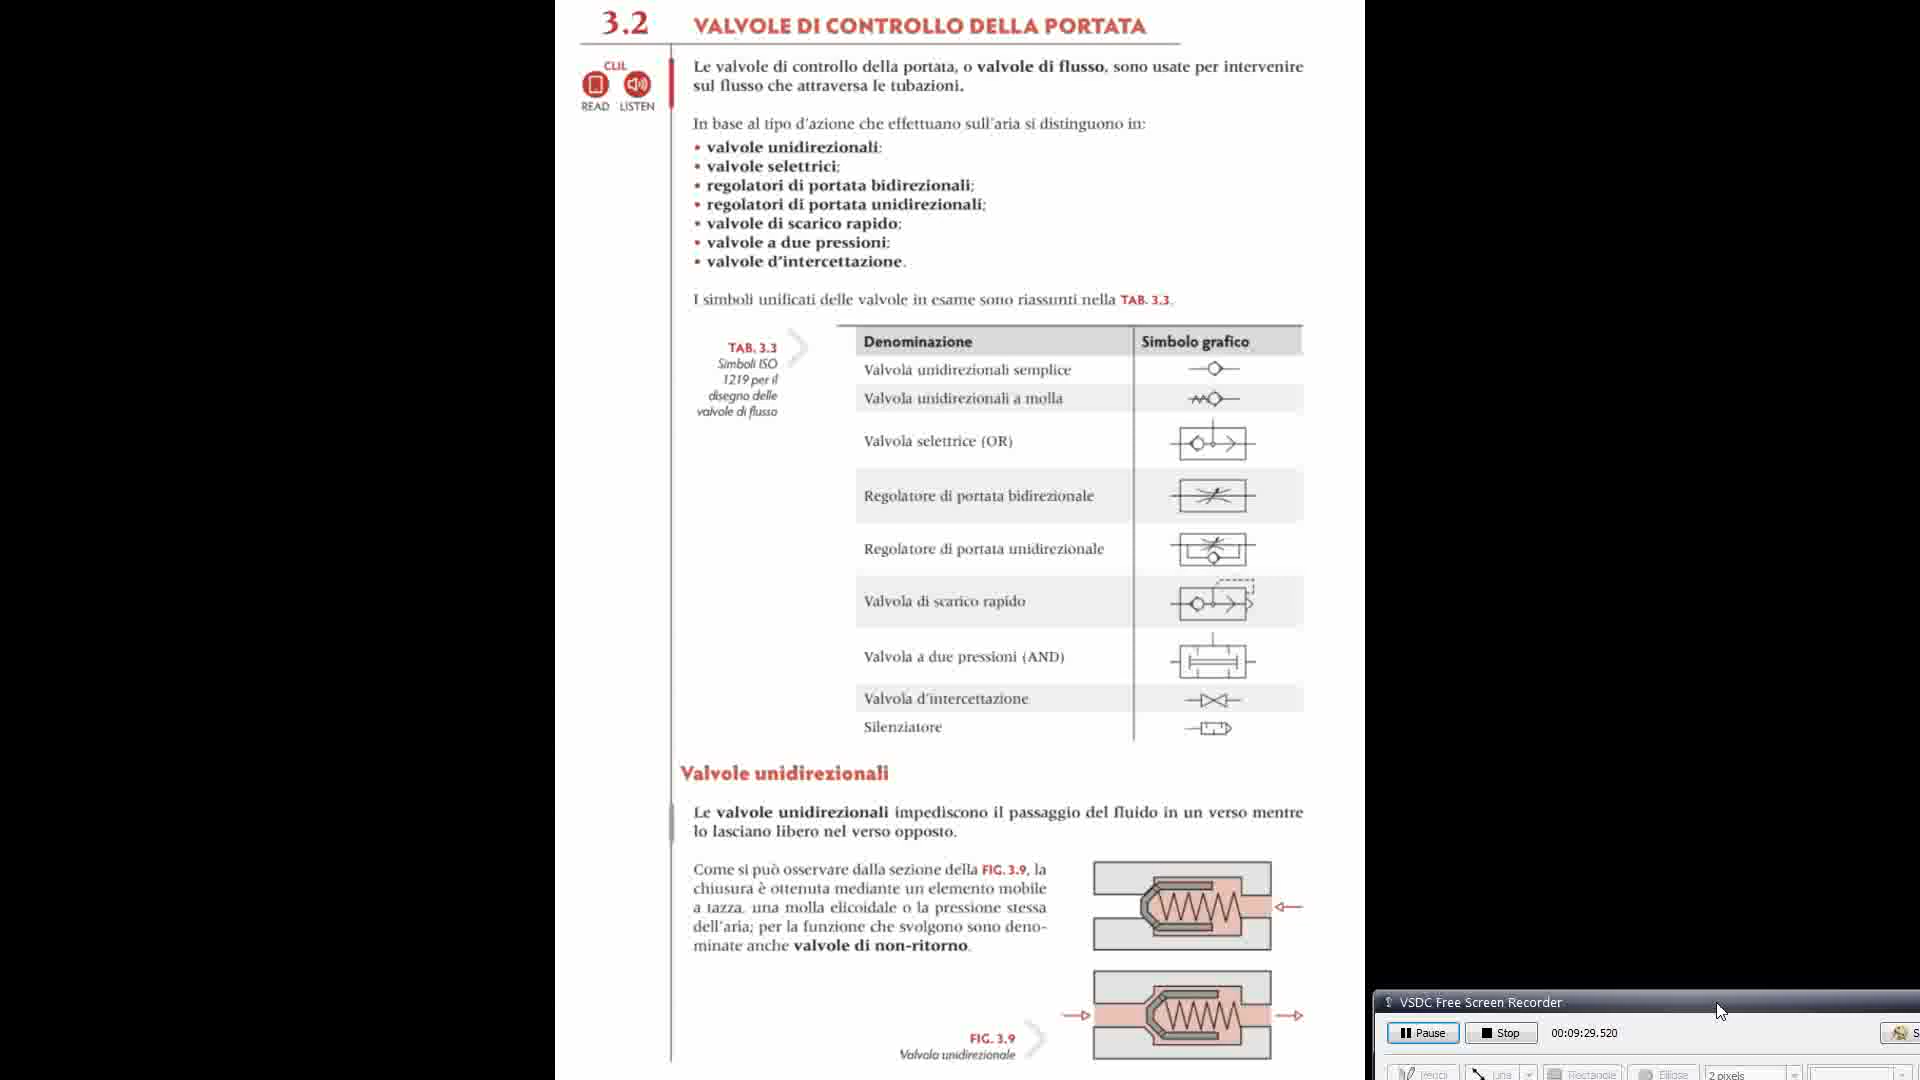 3.2 VALVOLE DI CONTROLLO DELLA PORTATA
CLIL
READ LISTEN
Le valvole di controllo della portata, o valvole di flusso, sono usate per intervenire
sul flusso che attraversa le tubazioni.
In base al tipo d'azione che effettuano sull'aria si distinguono in:
• valvole unidirezionali;
• valvole selettrici;
• regolatori di portata bidirezionali;
• regolatori di portata unidirezionali;
• valvole di scarico rapido;
• valvole a due pressioni;
• valvole d'intercettazione.
I simboli unificati delle valvole in esame sono riassunti nella TAB. 3.3.
TAB. 3.3
Simboli ISO
1219 per il
disegno delle
valvole di flusso
Denominazione Simbolo grafico
Valvola unidirezionali semplice
Valvola unidirezionali a molla
Valvola selettrice (OR)
Regolatore di portata bidirezionale
Regolatore di portata unidirezionale
Valvola di scarico rapido
Valvola a due pressioni (AND)
Valvola d'intercettazione
Silenziatore
Valvole unidirezionali
Le valvole unidirezionali impediscono il passaggio del fluido in un verso mentre
lo lasciano libero nel verso opposto.
Come si può osservare dalla sezione della FIG. 3.9, la
chiusura è ottenuta mediante un elemento mobile
a tazza, una molla elicoidale o la pressione stessa
dell'aria; per la funzione che svolgono sono deno-
minate anche valvole di non-ritorno.
FIG. 3.9
Valvola unidirezionale
VSDC Free Screen Recorder
Pause Stop 00:09:29.520
Line Rectangle Ellipse 2 pixels